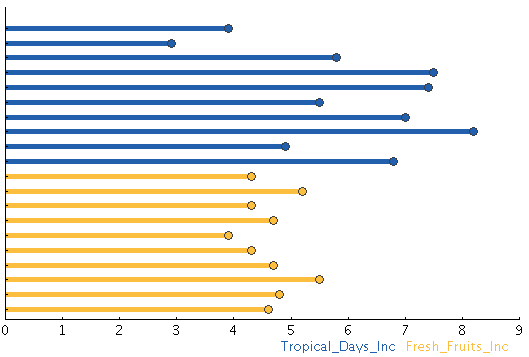 0 1 2 3 4 5 6 7 8 9
Tropical_Days_Inc Fresh_Fruits_Inc